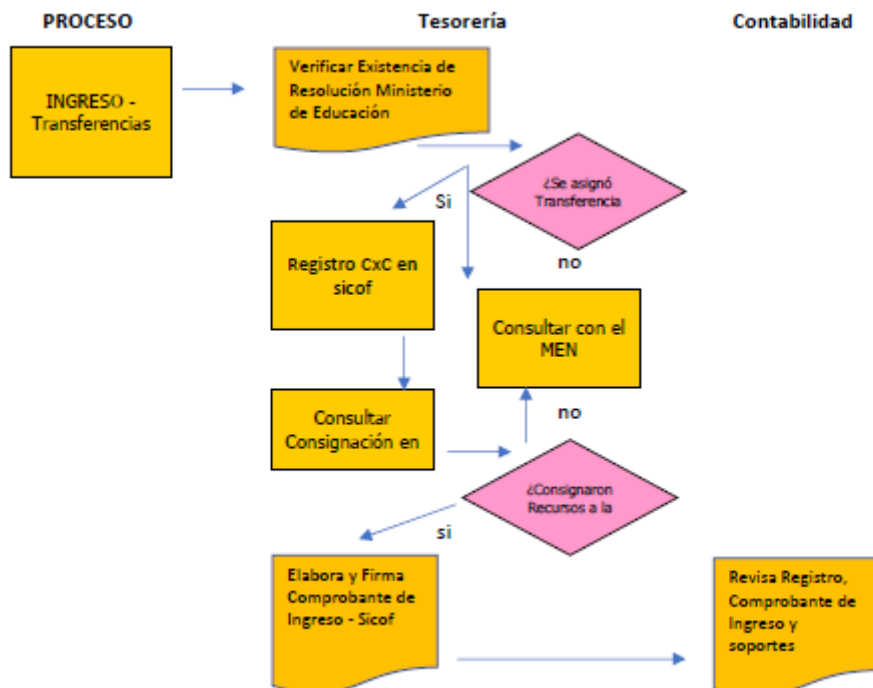 PROCESO
Tesorería
Contabilidad
INGRESO -
Transferencias
Verificar Existencia de
Resolución Ministerio
de Educación
¿Se asignó
Transferencia
Si
no
Registro CxC en
sicof
Consultar con el
MEN
Consultar
Consignación en
no
¿Consignaron
Recursos a la
si
Elabora y Firma
Comprobante de
Ingreso - Sicof
Revisa Registro,
Comprobante de
Ingreso y
soportes